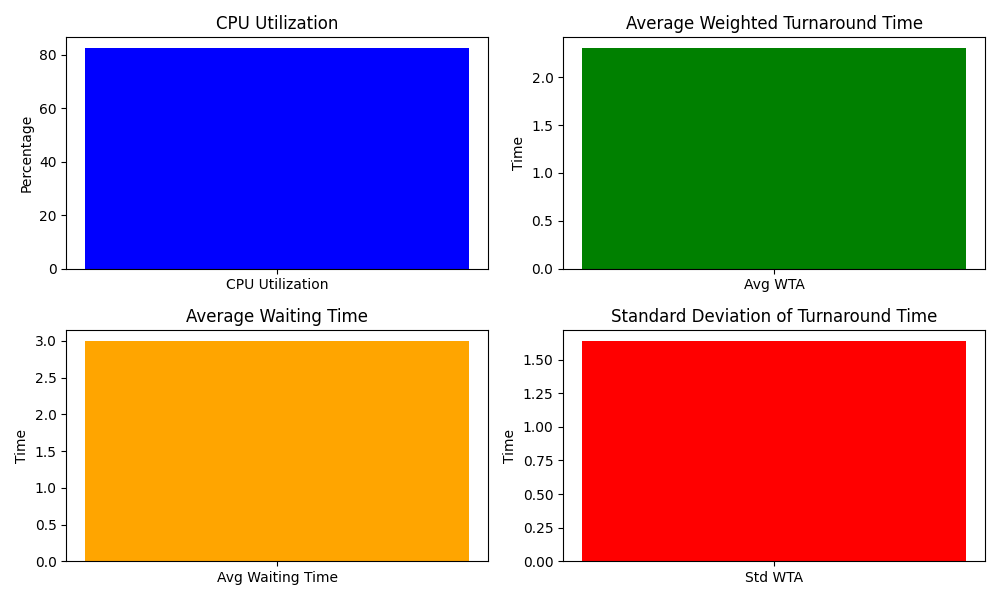 CPU Utilization
80
60
40
20
0
Percentage
CPU Utilization
Average Weighted Turnaround Time
2.0
1.5
1.0
0.5
0.0
Time
Avg WTA
Average Waiting Time
3.0
2.5
2.0
1.5
1.0
0.5
0.0
Time
Avg Waiting Time
Standard Deviation of Turnaround Time
1.50
1.25
1.00
0.75
0.50
0.25
0.00
Time
Std WTA